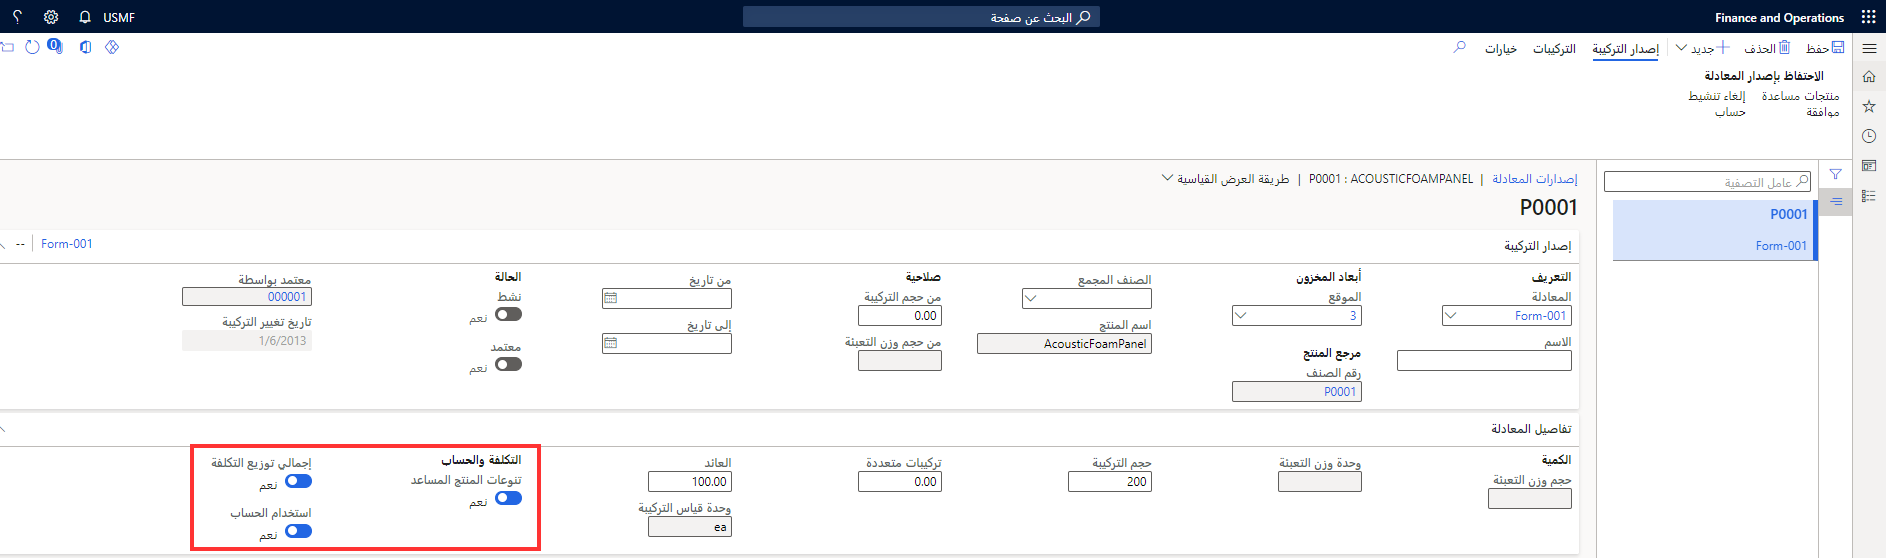 Finance and Operations
البحث عن صفحة
USMF
؟
حفظ
الحذف
جديد
إصدار التركيبة
التركيبات
خيارات
0
الاحتفاظ بإصدار المعادلة
منتجات مساعدة
إلغاء تنشيط
موافقة
حساب
عامل التصفية
P0001
Form-001
إصدارات المعادلة | P0001 : ACOUSTICFOAMPANEL | طريقة العرض القياسية
P0001
إصدار التركيبة
Form-001 | --
التعريف
المعادلة
Form-001
الاسم
أبعاد المخزون
الموقع
3
مرجع المنتج
رقم الصنف
P0001
الصنف المجمع
اسم المنتج
AcousticFoamPanel
صلاحية
من حجم التركيبة
0.00
من حجم وزن التعبئة
من تاريخ
إلى تاريخ
الحالة
نشط
نعم
معتمد
نعم
معتمد بواسطة
000001
تاريخ تغيير التركيبة
1/6/2013
تفاصيل المعادلة
الكمية
حجم وزن التعبئة
وحدة وزن التعبئة
حجم التركيبة
200
تركيبات متعددة
0.00
العائد
100.00
وحدة قياس التركيبة
ea
التكلفة والحساب
تنوعات المنتج المساعد
نعم
إجمالي توزيع التكلفة
نعم
استخدام الحساب
نعم